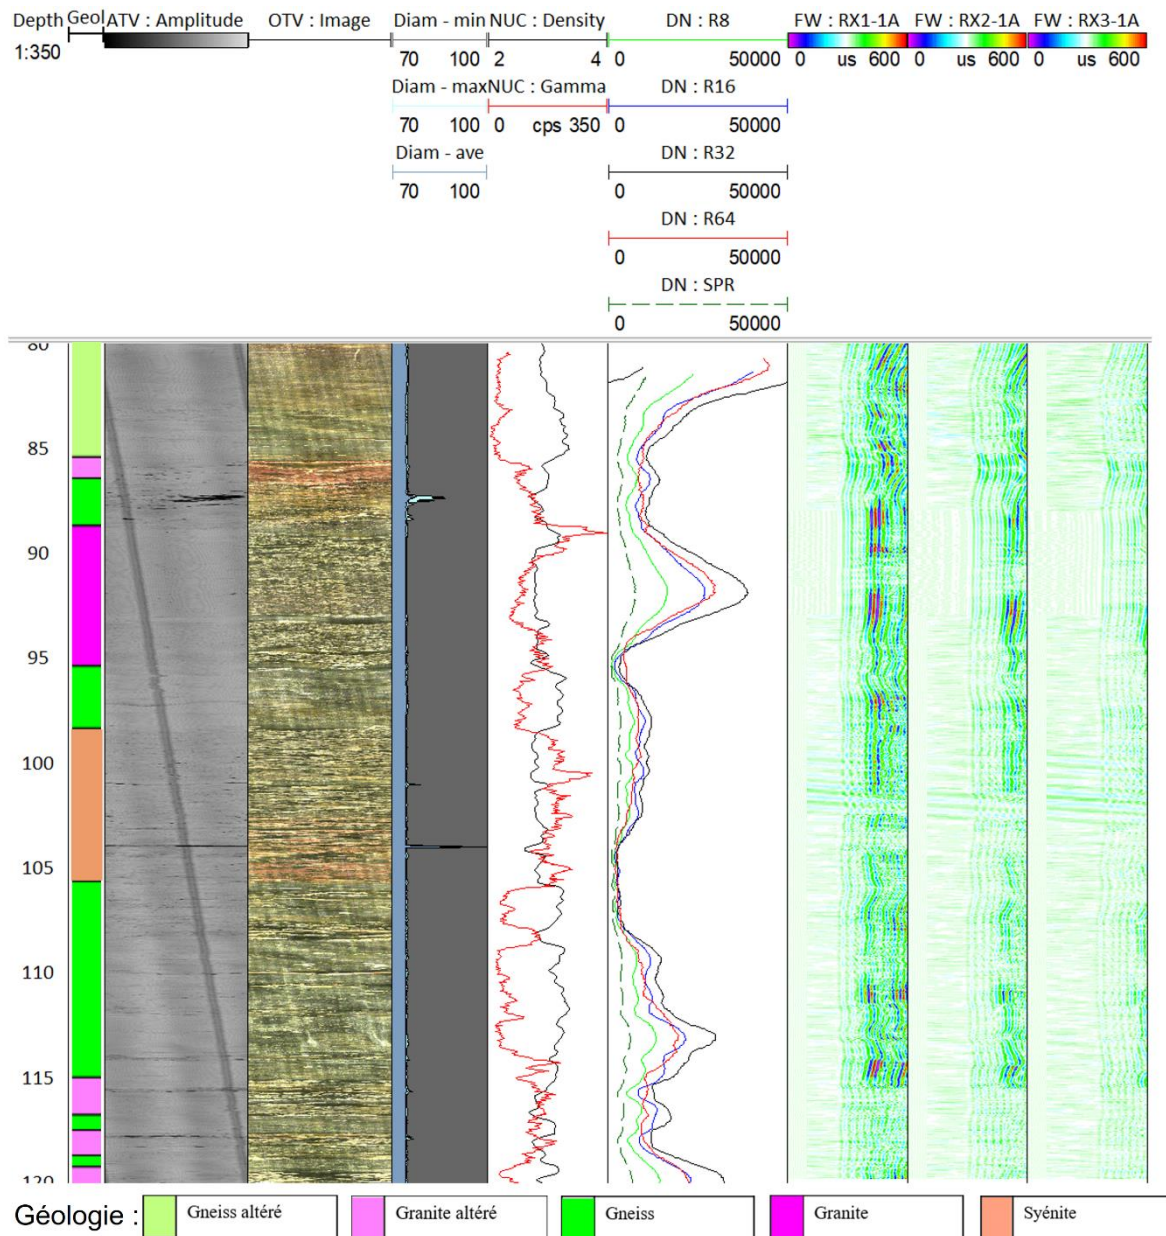 Depth Geol ATV : Amplitude OTV : Image Diam - min NUC : Density DN : R8 FW : RX1-1A FW : RX2-1A FW : RX3-1A
1:350 70 100 2 4 0 50000 0 us 600 0 us 600 0 us 600
Diam - max NUC : Gamma DN : R16
70 100 0 cps 350 0 50000
Diam - ave DN : R32
70 100 0 50000
DN : R64
0 50000
DN : SPR
0 50000
80
85
90
95
100
105
110
115
120
Géologie : Gneiss altéré Granite altéré Gneiss Granite Syénite